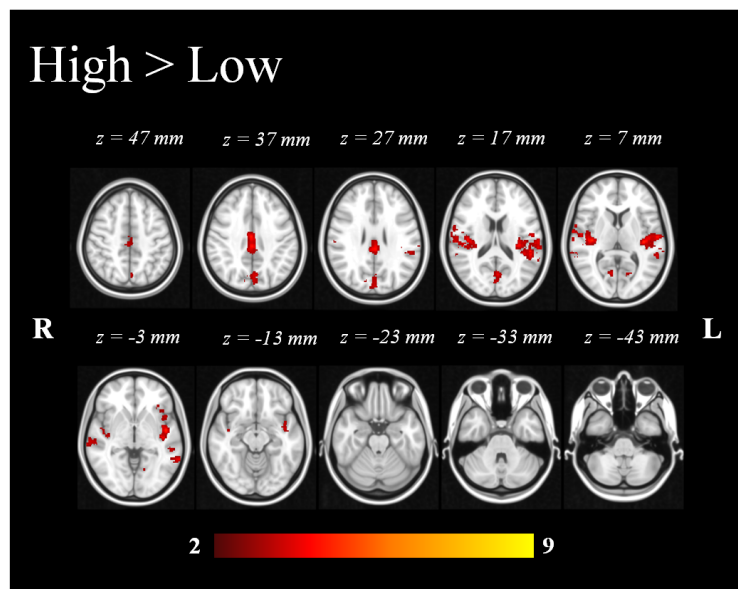 High > Low
z = 47 mm z = 37 mm z = 27 mm z = 17 mm z = 7 mm
R L
z = -3 mm z = -13 mm z = -23 mm z = -33 mm z = -43 mm
2 9